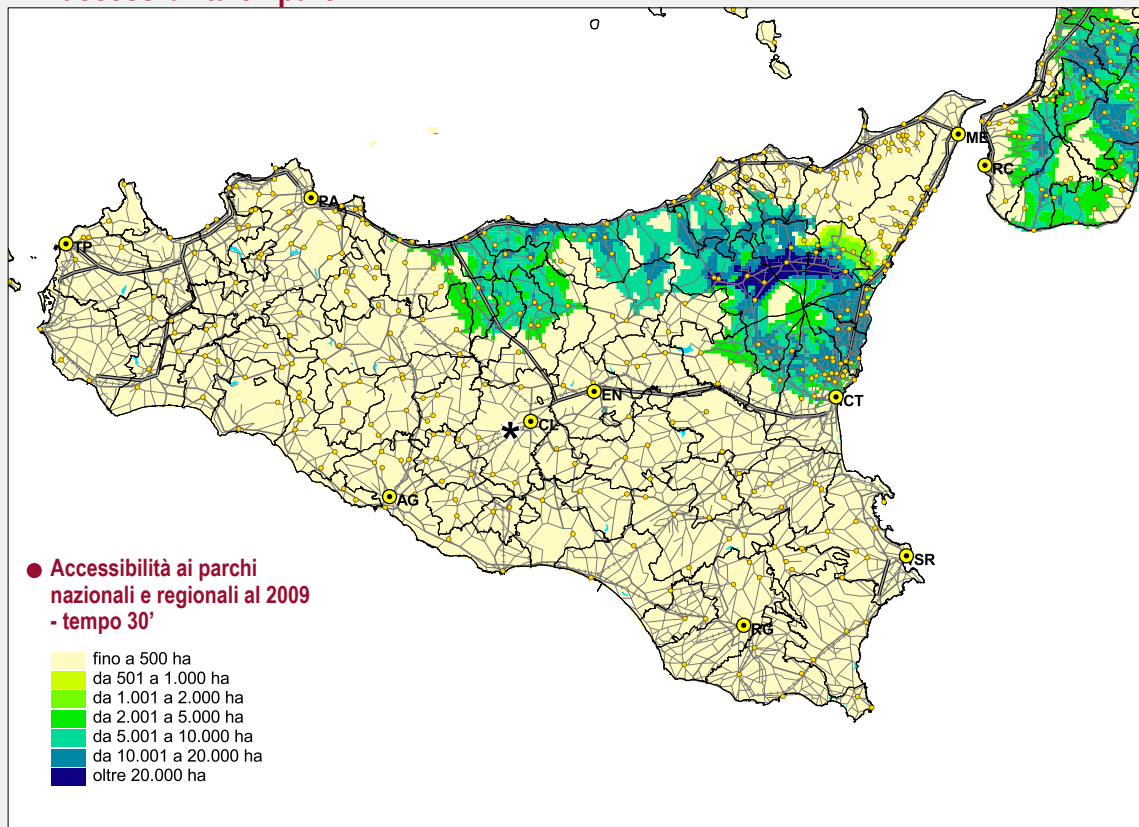 ME
RC
PA
TP
EN
CT
CL
*
AG
SR
RG
● Accessibilità ai parchi
nazionali e regionali al 2009
- tempo 30’
fino a 500 ha
da 501 a 1.000 ha
da 1.001 a 2.000 ha
da 2.001 a 5.000 ha
da 5.001 a 10.000 ha
da 10.001 a 20.000 ha
oltre 20.000 ha